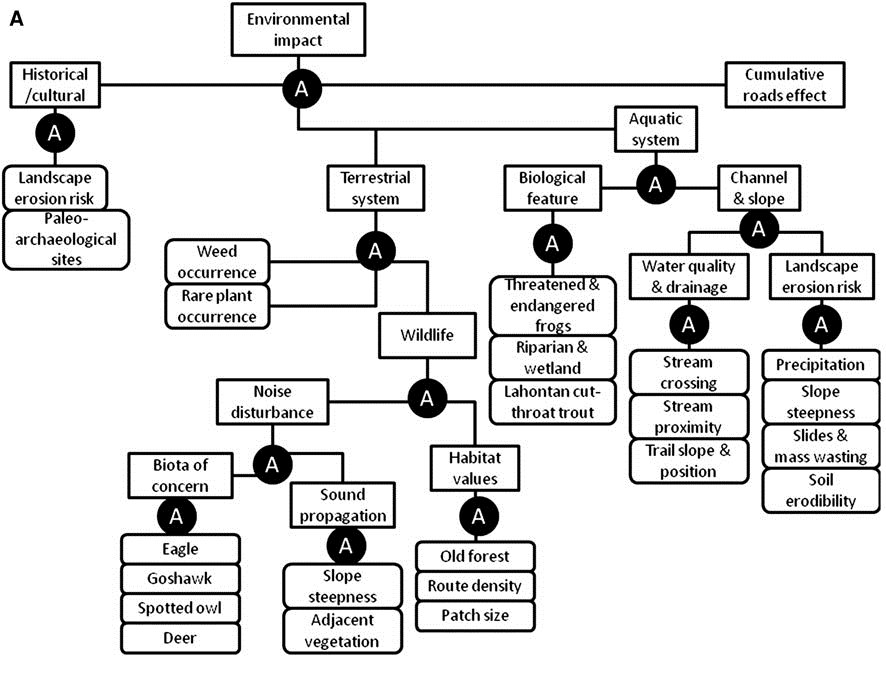 A
Environmental
impact
Historical
/cultural
A
Cumulative
roads effect
A
Landscape
erosion risk
Paleo-
archaeological
sites
Aquatic
system
Terrestrial
system
Biological
feature
A
Channel
& slope
A
Weed
occurrence
Rare plant
occurrence
A
A
Water quality
& drainage
Landscape
erosion risk
Threatened &
endangered
frogs
Riparian &
wetland
Lahontan cut-
throat trout
Wildlife
A
A
Stream
crossing
Stream
proximity
Trail slope &
position
Precipitation
Slope
steepness
Slides &
mass wasting
Soil
erodibility
Noise
disturbance
A
Biota of
concern
A
Sound
propagation
Habitat
values
A
A
A
Eagle
Goshawk
Spotted owl
Deer
Slope
steepness
Adjacent
vegetation
Old forest
Route density
Patch size